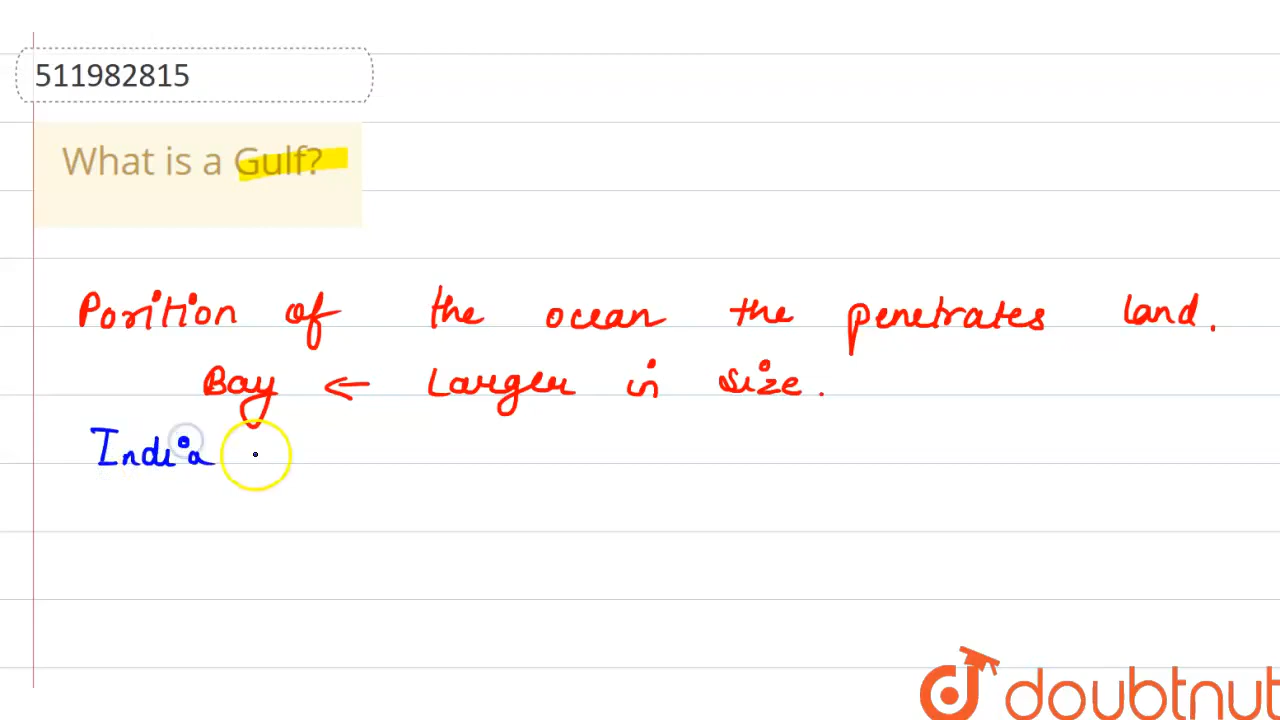 511982815
What is a Gulf?
Porition of the ocean the penetrates land.
Bay ← Larger in size.
India
doubtnut